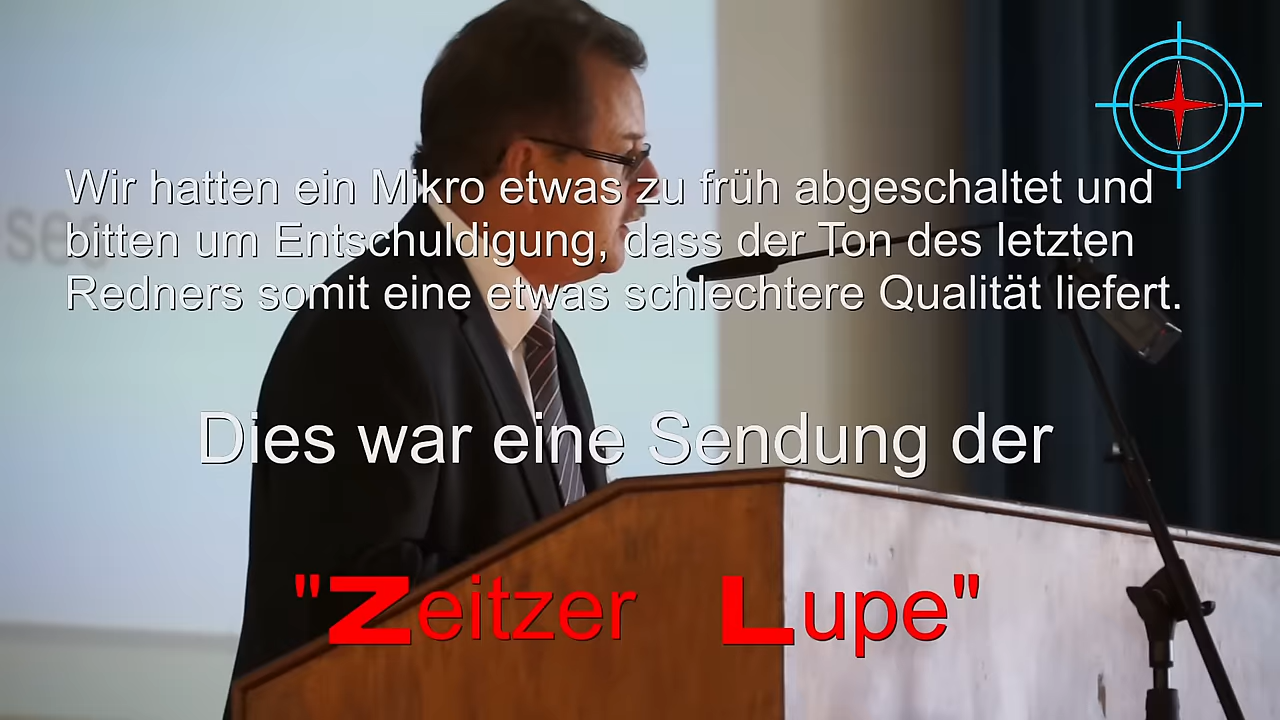 Wir hatten ein Mikro etwas zu früh abgeschaltet und
bitten um Entschuldigung, dass der Ton des letzten
Redners somit eine etwas schlechtere Qualität liefert.
Dies war eine Sendung der
"Zeitzer Lupe"